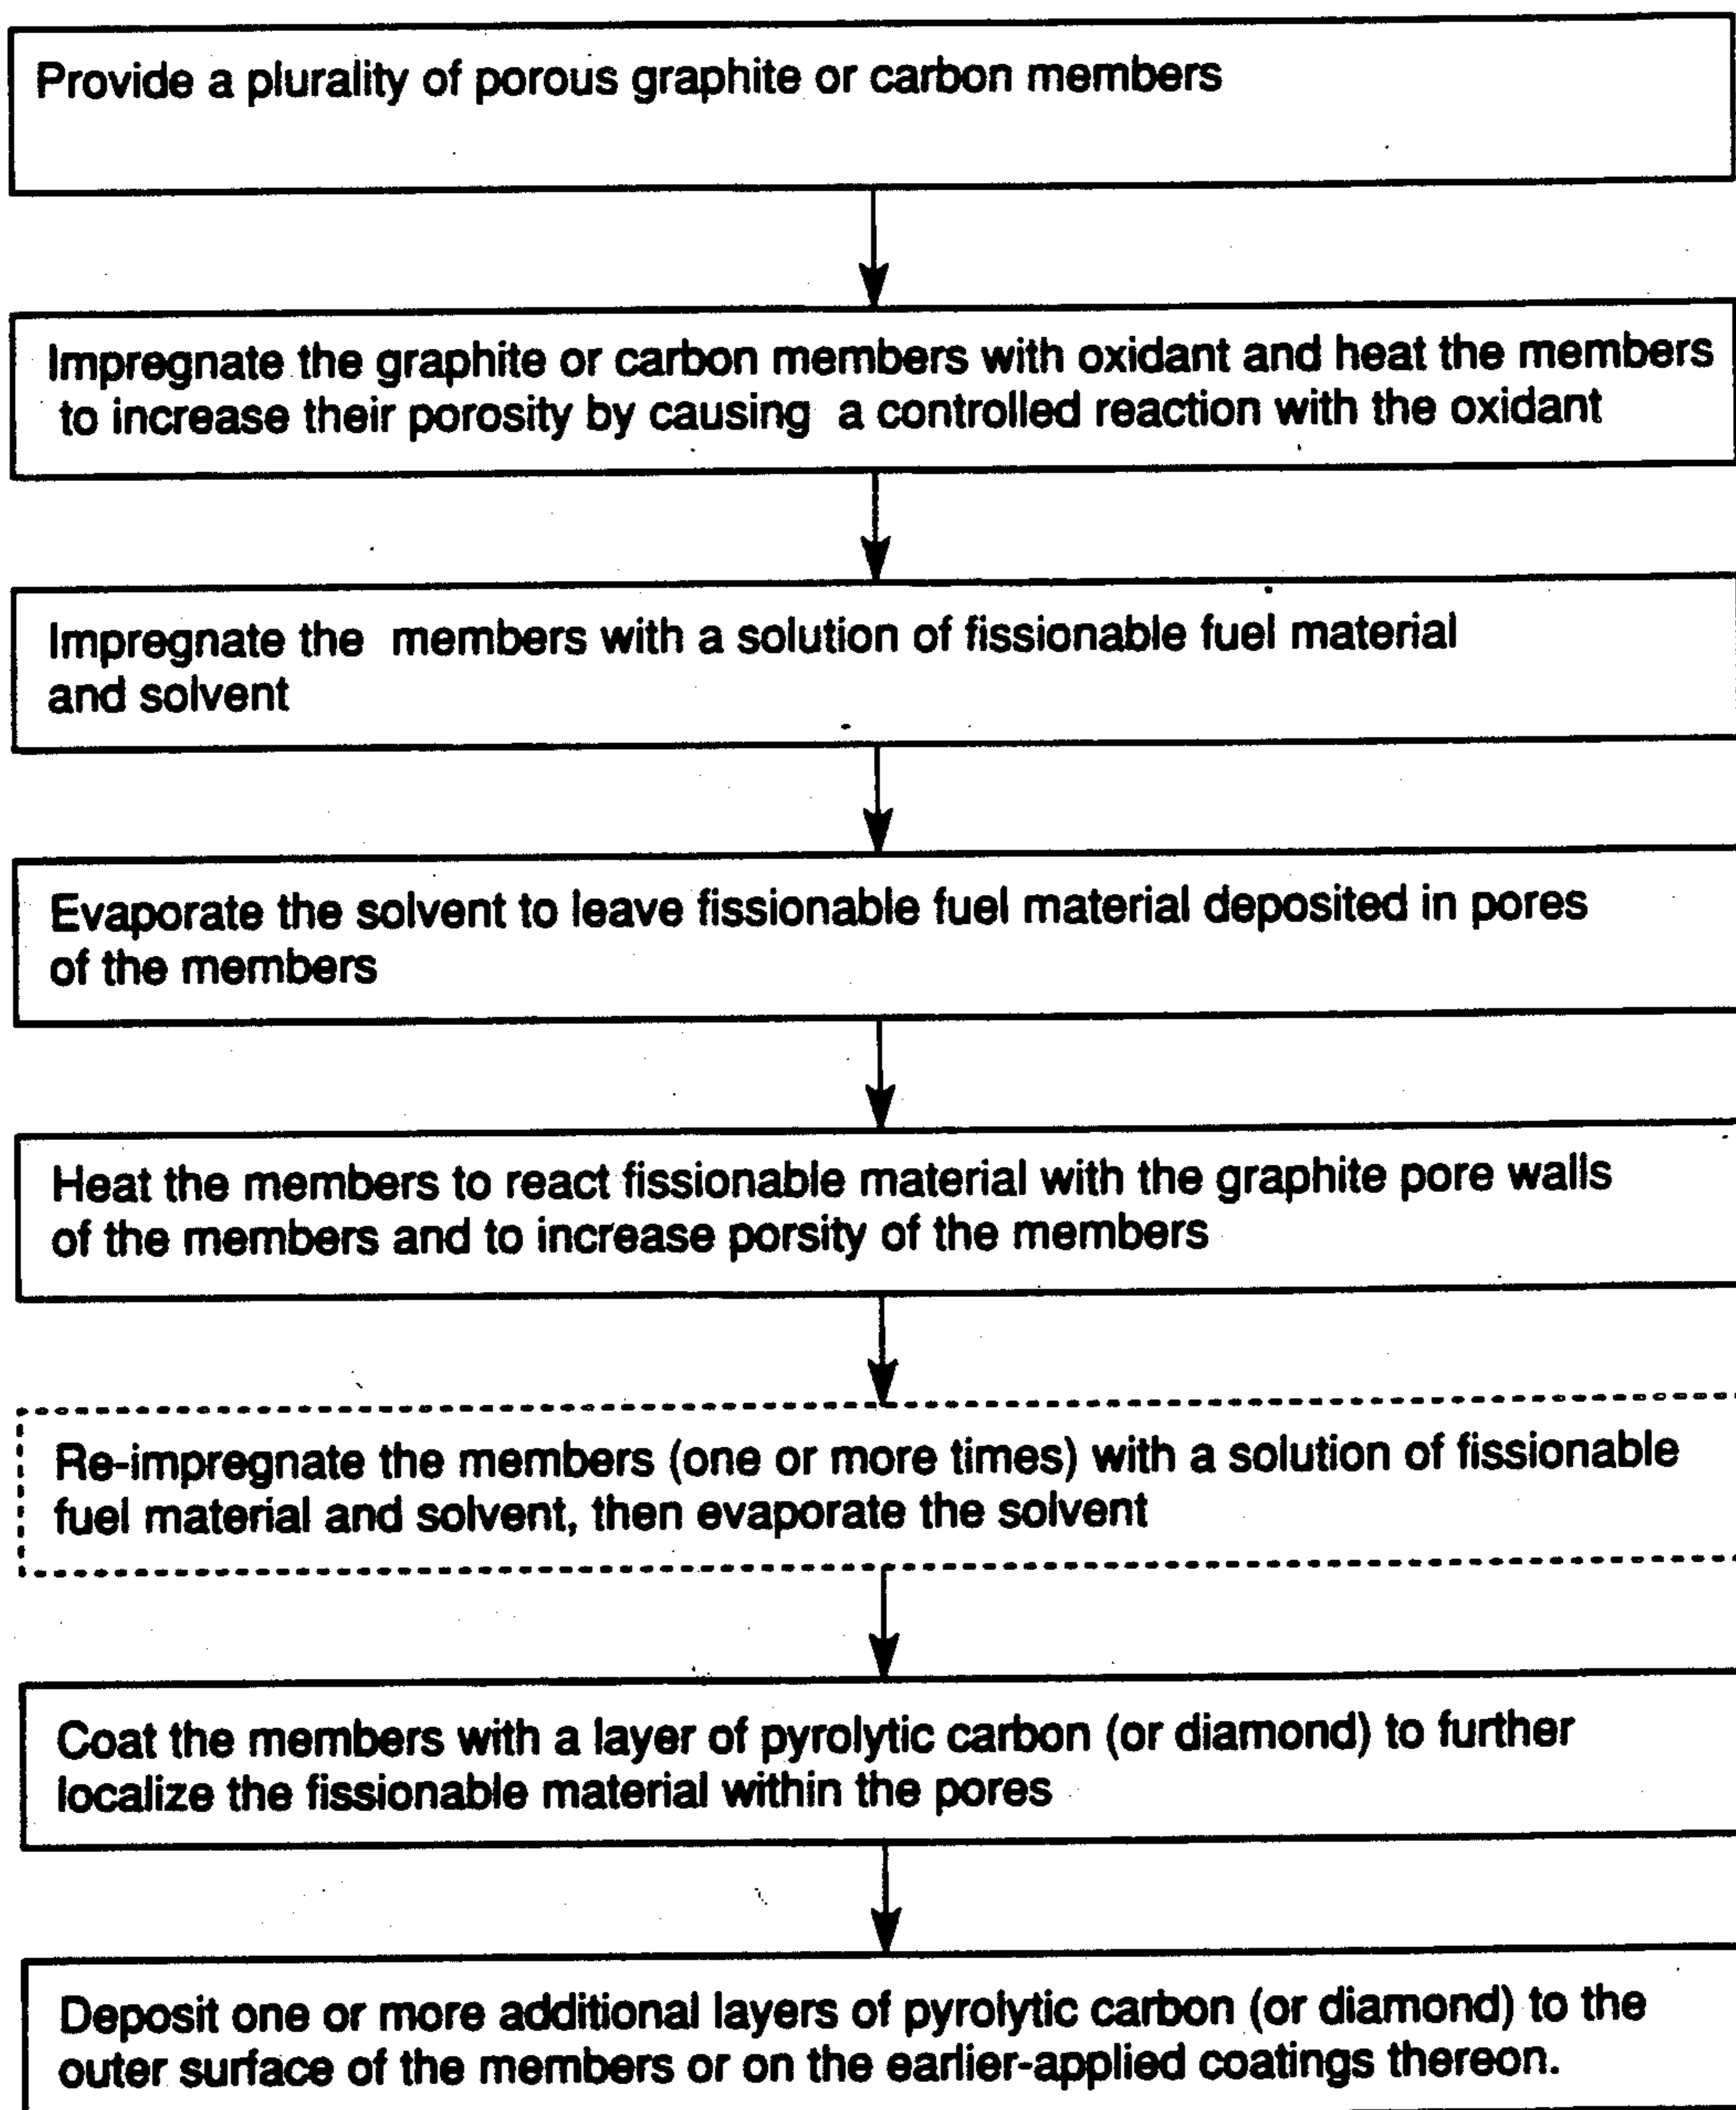 Provide a plurality of porous graphite or carbon members
Impregnate the graphite or carbon members with oxidant and heat the members
to increase their porosity by causing a controlled reaction with the oxidant
Impregnate the members with a solution of fissionable fuel material
and solvent
Evaporate the solvent to leave fissionable fuel material deposited in pores
of the members
Heat the members to react fissionable material with the graphite pore walls
of the members and to increase porsity of the members
Re-impregnate the members (one or more times) with a solution of fissionable
fuel material and solvent, then evaporate the solvent
Coat the members with a layer of pyrolytic carbon (or diamond) to further
localize the fissionable material within the pores
Deposit one or more additional layers of pyrolytic carbon (or diamond) to the
outer surface of the members or on the earlier-applied coatings thereon.